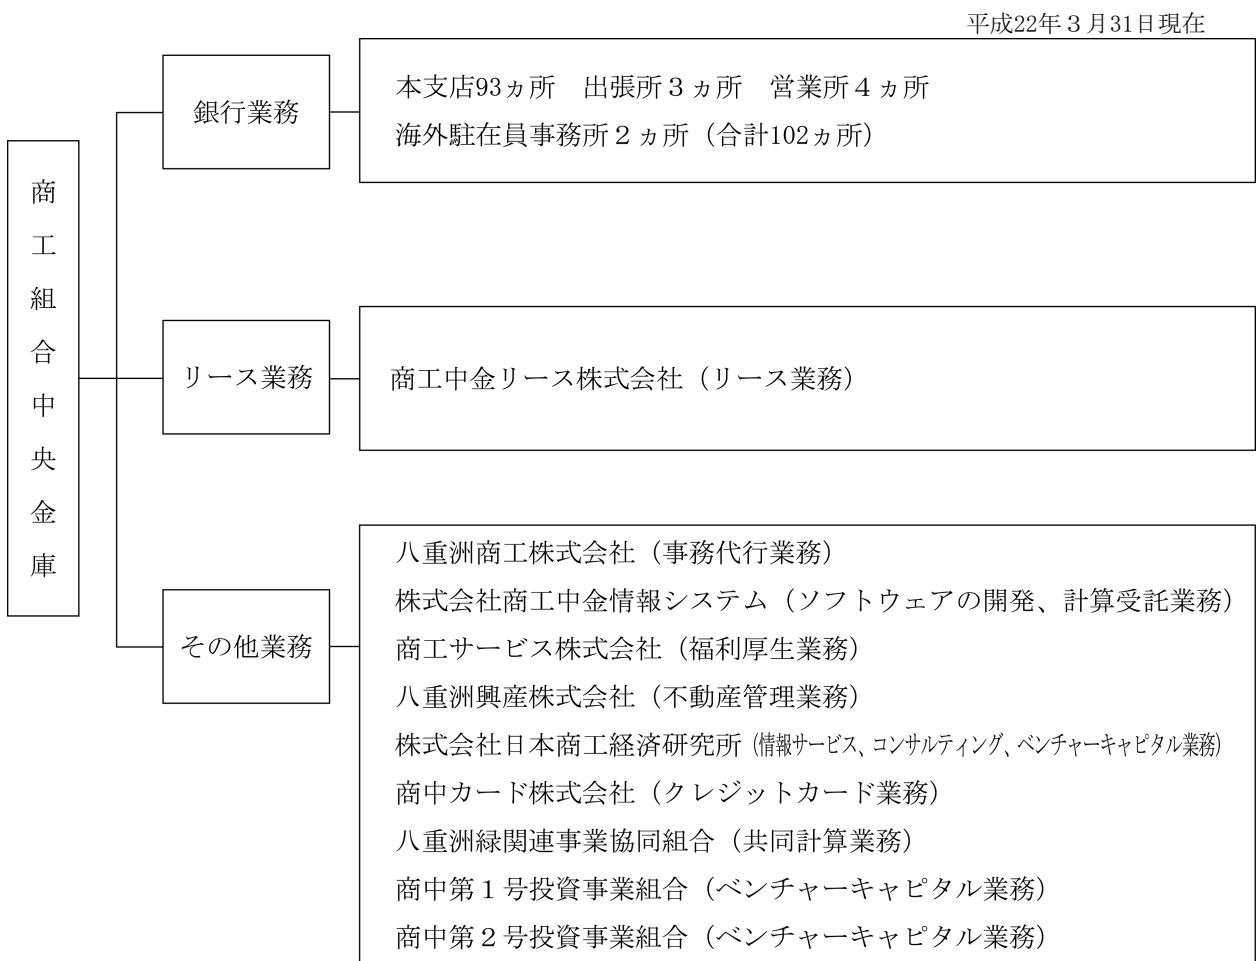 平成22年３月31日現在
商工組合中央金庫
銀行業務
本支店93ヵ所　出張所３ヵ所　営業所４ヵ所
海外駐在員事務所２ヵ所（合計102ヵ所）
リース業務
商工中金リース株式会社（リース業務）
その他業務
八重洲商工株式会社（事務代行業務）
株式会社商工中金情報システム（ソフトウェアの開発、計算受託業務）
商工サービス株式会社（福利厚生業務）
八重洲興産株式会社（不動産管理業務）
株式会社日本商工経済研究所（情報サービス、コンサルティング、ベンチャーキャピタル業務）
商中カード株式会社（クレジットカード業務）
八重洲緑関連事業協同組合（共同計算業務）
商中第１号投資事業組合（ベンチャーキャピタル業務）
商中第２号投資事業組合（ベンチャーキャピタル業務）